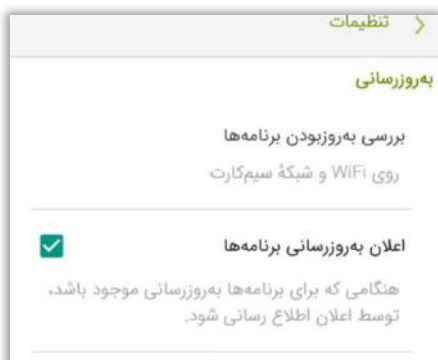 تنظیمات
به‌روزرسانی
بررسی به‌روزبودن برنامه‌ها
روی WiFi و شبکهٔ سیم‌کارت
اعلان به‌روزرسانی برنامه‌ها
هنگامی که برای برنامه‌ها به‌روزرسانی موجود باشد،
توسط اعلان اطلاع رسانی شود.